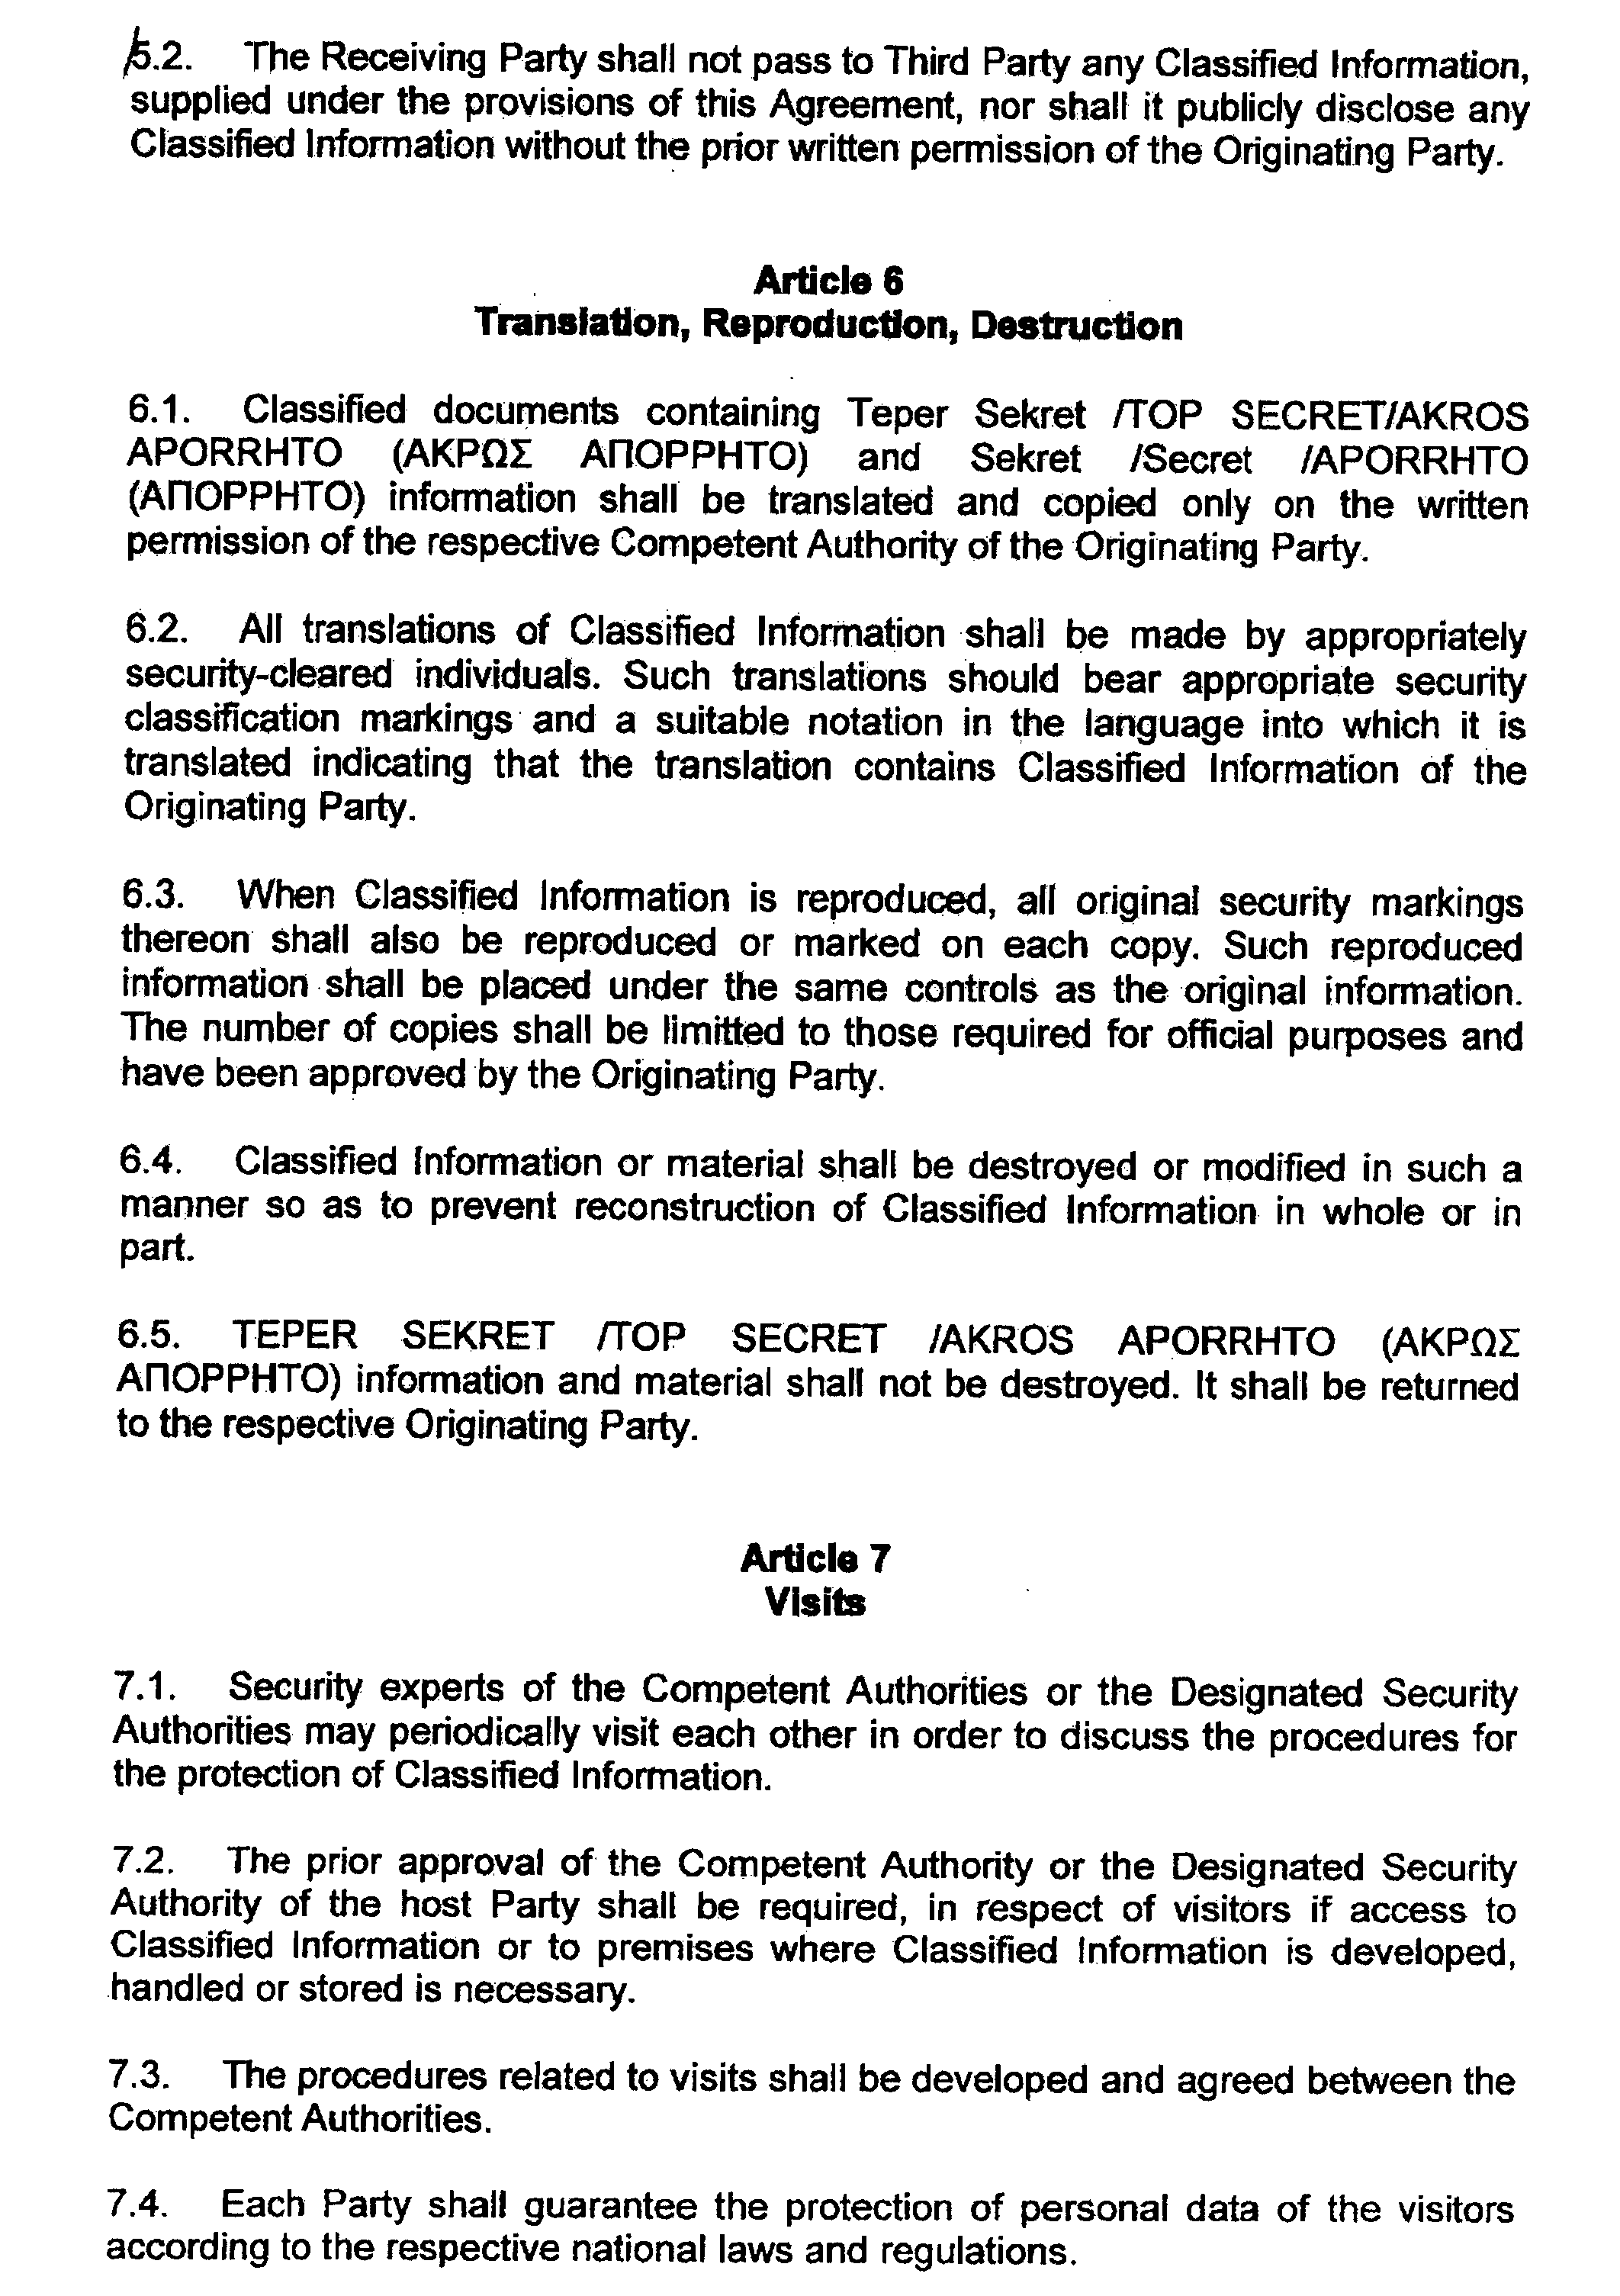 5.2. The Receiving Party shall not pass to Third Party any Classified Information,
supplied under the provisions of this Agreement, nor shall it publicly disclose any
Classified Information without the prior written permission of the Originating Party.
Article 6
Translation, Reproduction, Destruction
6.1. Classified documents containing Teper Sekret /TOP SECRET/AKROS
APORRHTO (ΑΚΡΩΣ ΑΠΟΡΡΗΤΟ) and Sekret /Secret /APORRHTO
(ΑΠΟΡΡΗΤΟ) information shall be translated and copied only on the written
permission of the respective Competent Authority of the Originating Party.
6.2. All translations of Classified Information shall be made by appropriately
security-cleared individuals. Such translations should bear appropriate security
classification markings and a suitable notation in the language into which it is
translated indicating that the translation contains Classified Information of the
Originating Party.
6.3. When Classified Information is reproduced, all original security markings
thereon shall also be reproduced or marked on each copy. Such reproduced
information shall be placed under the same controls as the original information.
The number of copies shall be limitted to those required for official purposes and
have been approved by the Originating Party.
6.4. Classified Information or material shall be destroyed or modified in such a
manner so as to prevent reconstruction of Classified Information in whole or in
part.
6.5. TEPER SEKRET /TOP SECRET /AKROS APORRHTO (ΑΚΡΩΣ
ΑΠΟΡΡΗΤΟ) information and material shall not be destroyed. It shall be returned
to the respective Originating Party.
Article 7
Visits
7.1. Security experts of the Competent Authorities or the Designated Security
Authorities may periodically visit each other in order to discuss the procedures for
the protection of Classified Information.
7.2. The prior approval of the Competent Authority or the Designated Security
Authority of the host Party shall be required, in respect of visitors if access to
Classified Information or to premises where Classified Information is developed,
handled or stored is necessary.
7.3. The procedures related to visits shall be developed and agreed between the
Competent Authorities.
7.4. Each Party shall guarantee the protection of personal data of the visitors
according to the respective national laws and regulations.